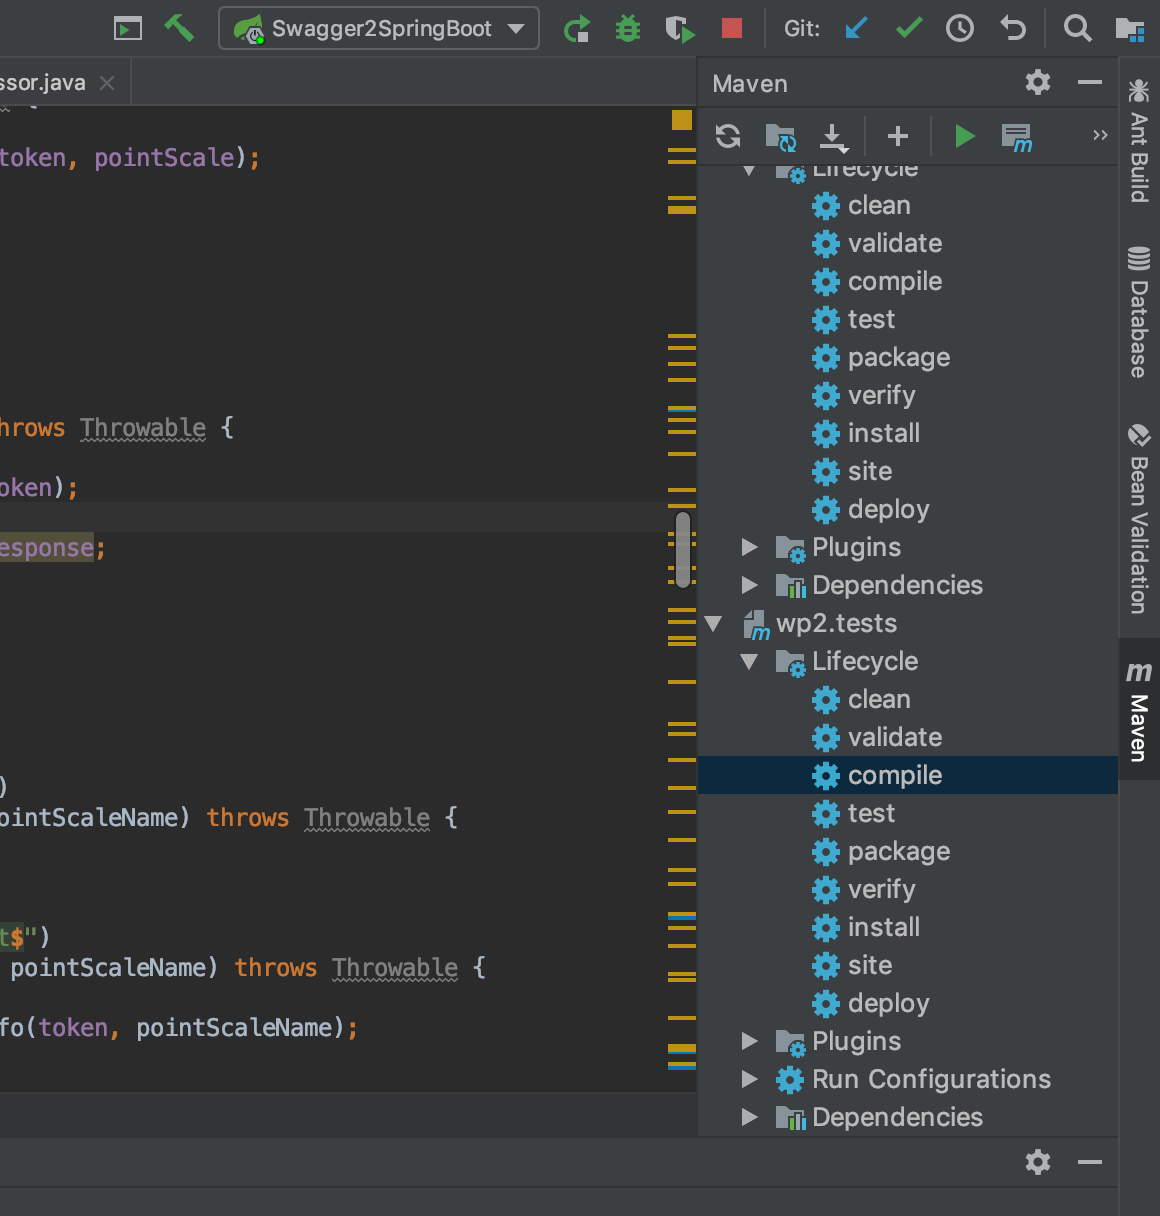 Swagger2SpringBoot
Git:
ssor.java
token, pointScale);
hrows Throwable {
oken);
esponse;
)
ointScaleName) throws Throwable {
t$")
pointScaleName) throws Throwable {
fo(token, pointScaleName);
Maven
Lifecycle
clean
validate
compile
test
package
verify
install
site
deploy
Plugins
Dependencies
wp2.tests
Lifecycle
clean
validate
compile
test
package
verify
install
site
deploy
Plugins
Run Configurations
Dependencies
Ant Build
Database
Bean Validation
m
Maven